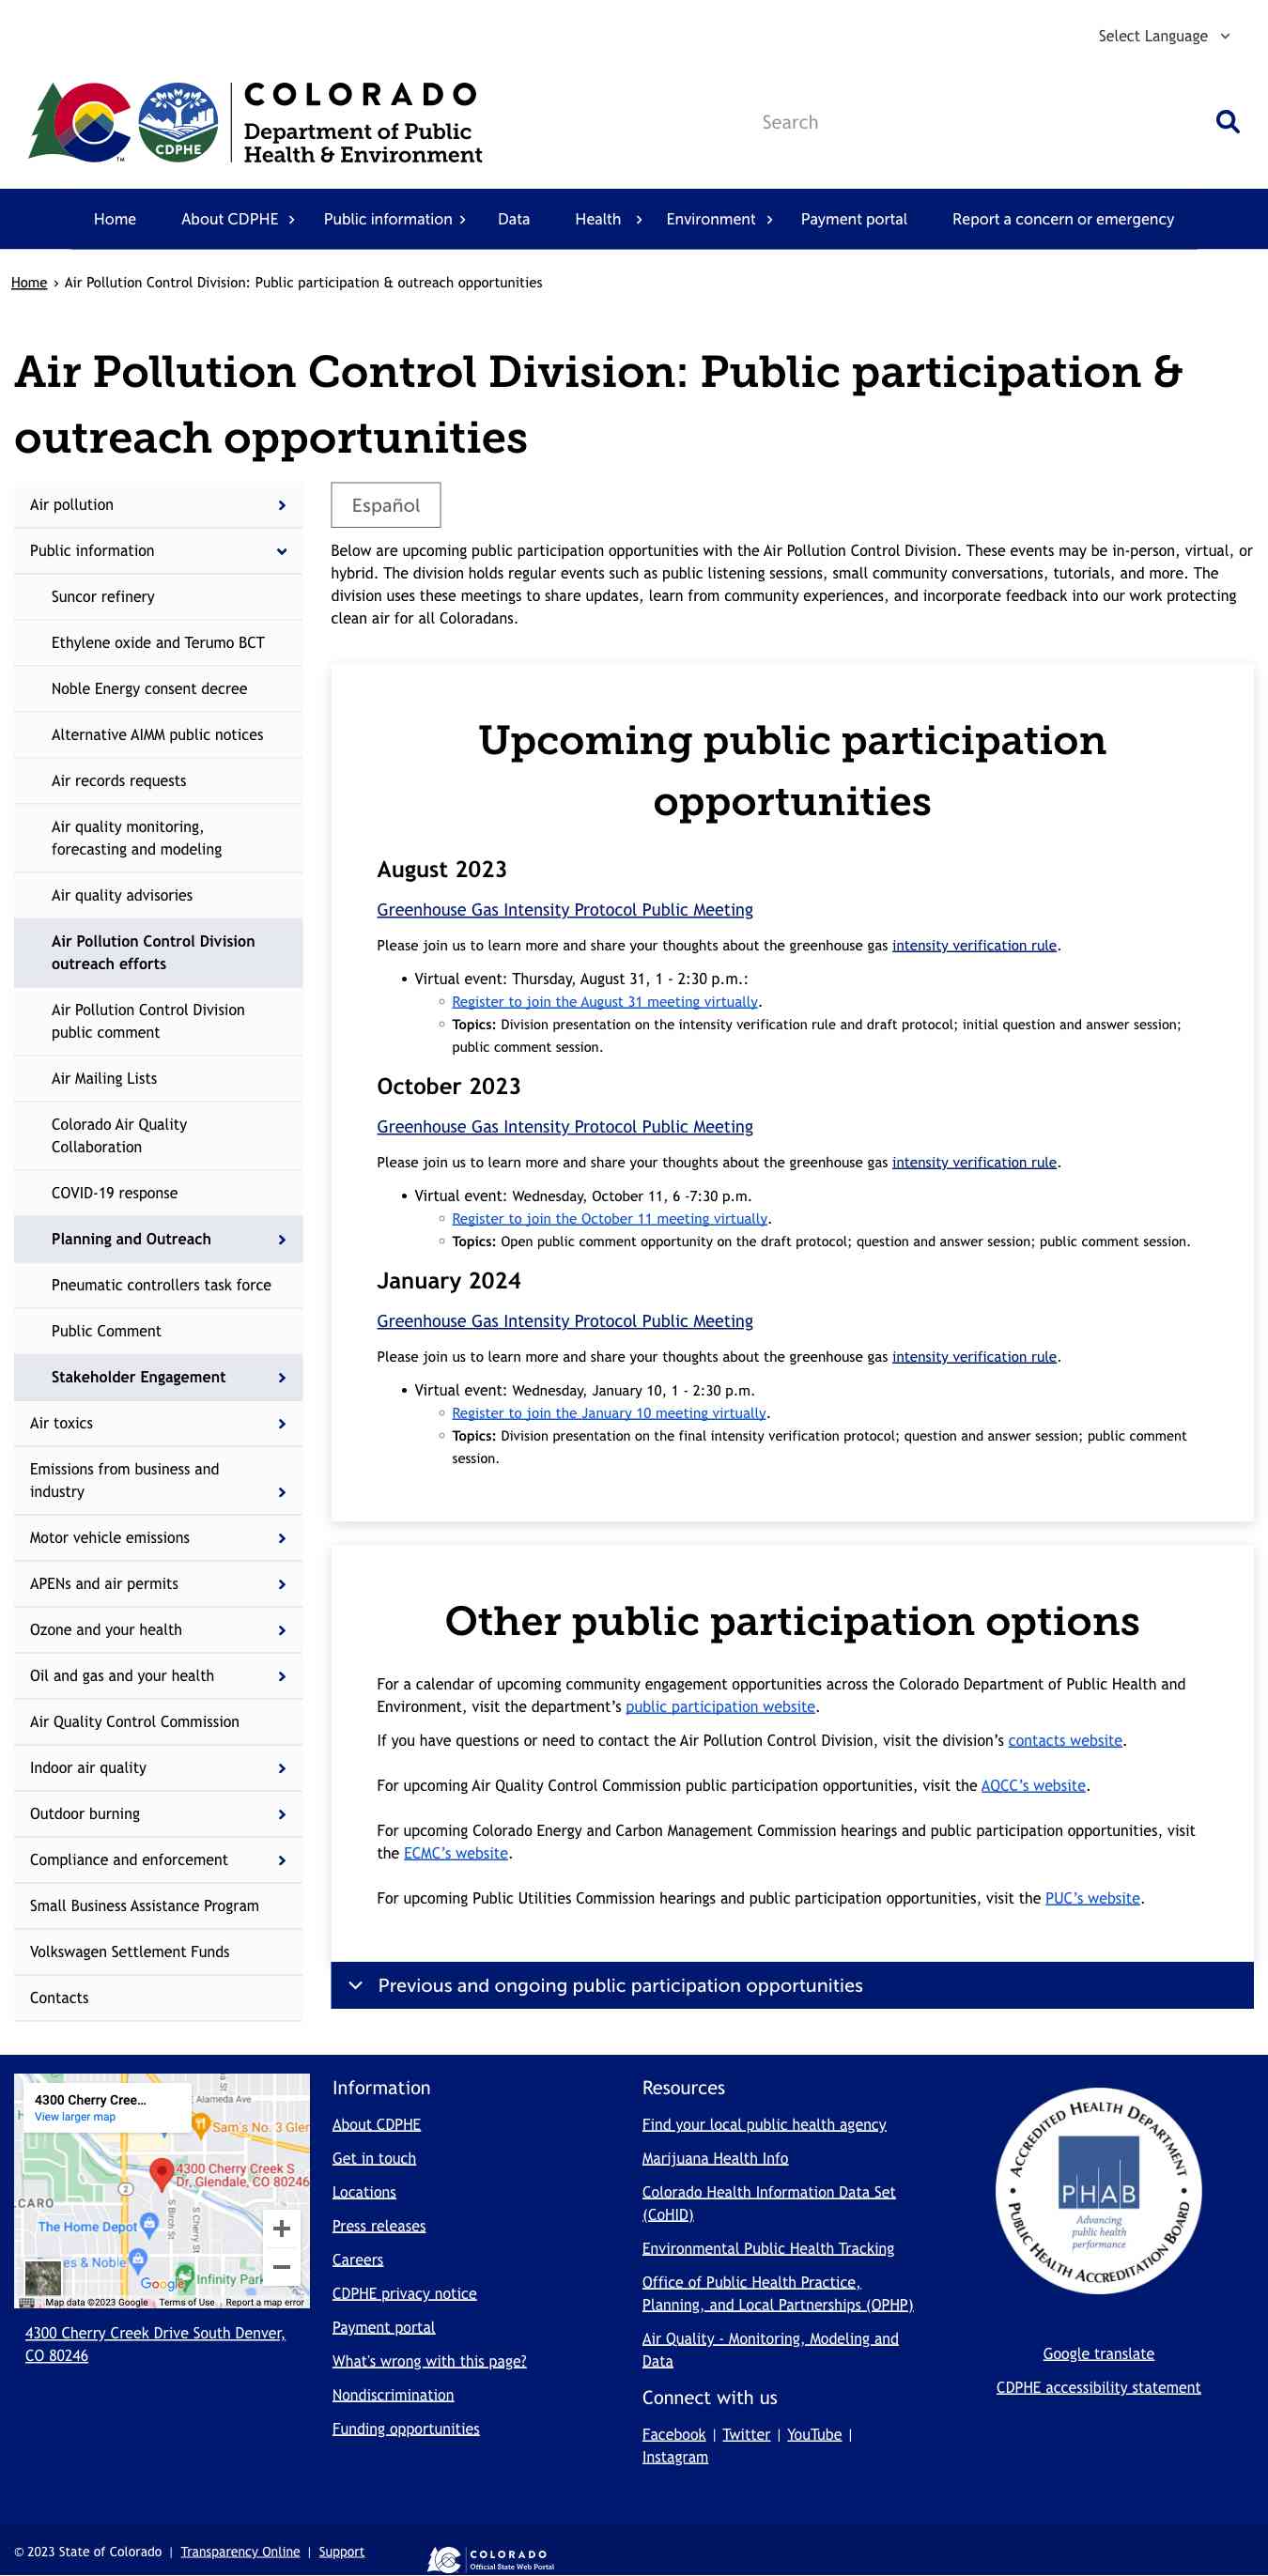 Select Language
COLORADO
Department of Public
Health & Environment
CDPHE
TM
Search
Home
About CDPHE
Public information
Data
Health
Environment
Payment portal
Report a concern or emergency
Home › Air Pollution Control Division: Public participation & outreach opportunities
Air Pollution Control Division: Public participation &
outreach opportunities
Air pollution
Public information
Suncor refinery
Ethylene oxide and Terumo BCT
Noble Energy consent decree
Alternative AIMM public notices
Air records requests
Air quality monitoring,
forecasting and modeling
Air quality advisories
Air Pollution Control Division
outreach efforts
Air Pollution Control Division
public comment
Air Mailing Lists
Colorado Air Quality
Collaboration
COVID-19 response
Planning and Outreach
Pneumatic controllers task force
Public Comment
Stakeholder Engagement
Air toxics
Emissions from business and
industry
Motor vehicle emissions
APENs and air permits
Ozone and your health
Oil and gas and your health
Air Quality Control Commission
Indoor air quality
Outdoor burning
Compliance and enforcement
Small Business Assistance Program
Volkswagen Settlement Funds
Contacts
Español
Below are upcoming public participation opportunities with the Air Pollution Control Division. These events may be in-person, virtual, or
hybrid. The division holds regular events such as public listening sessions, small community conversations, tutorials, and more. The
division uses these meetings to share updates, learn from community experiences, and incorporate feedback into our work protecting
clean air for all Coloradans.
Upcoming public participation
opportunities
August 2023
Greenhouse Gas Intensity Protocol Public Meeting
Please join us to learn more and share your thoughts about the greenhouse gas intensity verification rule.
• Virtual event: Thursday, August 31, 1 - 2:30 p.m.:
Register to join the August 31 meeting virtually.
Topics: Division presentation on the intensity verification rule and draft protocol; initial question and answer session;
public comment session.
October 2023
Greenhouse Gas Intensity Protocol Public Meeting
Please join us to learn more and share your thoughts about the greenhouse gas intensity verification rule.
• Virtual event: Wednesday, October 11, 6 -7:30 p.m.
Register to join the October 11 meeting virtually.
Topics: Open public comment opportunity on the draft protocol; question and answer session; public comment session.
January 2024
Greenhouse Gas Intensity Protocol Public Meeting
Please join us to learn more and share your thoughts about the greenhouse gas intensity verification rule.
• Virtual event: Wednesday, January 10, 1 - 2:30 p.m.
Register to join the January 10 meeting virtually.
Topics: Division presentation on the final intensity verification protocol; question and answer session; public comment
session.
Other public participation options
For a calendar of upcoming community engagement opportunities across the Colorado Department of Public Health and
Environment, visit the department’s public participation website.
If you have questions or need to contact the Air Pollution Control Division, visit the division’s contacts website.
For upcoming Air Quality Control Commission public participation opportunities, visit the AQCC’s website.
For upcoming Colorado Energy and Carbon Management Commission hearings and public participation opportunities, visit
the ECMC’s website.
For upcoming Public Utilities Commission hearings and public participation opportunities, visit the PUC’s website.
Previous and ongoing public participation opportunities
4300 Cherry Cree...
View larger map
E Alameda Ave
Sam's No. 3 Glen
4300 Cherry Creek S
Dr, Glendale, CO 80246
2
LCARO
S Birch St
S Cherry St
The Home Depot
es & Noble
Google
Infinity Park
Map data ©2023 Google
Terms of Use
Report a map error
4300 Cherry Creek Drive South Denver,
CO 80246
Information
About CDPHE
Get in touch
Locations
Press releases
Careers
CDPHE privacy notice
Payment portal
What's wrong with this page?
Nondiscrimination
Funding opportunities
Resources
Find your local public health agency
Marijuana Health Info
Colorado Health Information Data Set
(CoHID)
Environmental Public Health Tracking
Office of Public Health Practice,
Planning, and Local Partnerships (OPHP)
Air Quality - Monitoring, Modeling and
Data
Connect with us
Facebook | Twitter | YouTube |
Instagram
ACCREDITED HEALTH DEPARTMENT
PHAB
Advancing
public health
performance
PUBLIC HEALTH ACCREDITATION BOARD
Google translate
CDPHE accessibility statement
© 2023 State of Colorado | Transparency Online | Support
COLORADO
Official State Web Portal